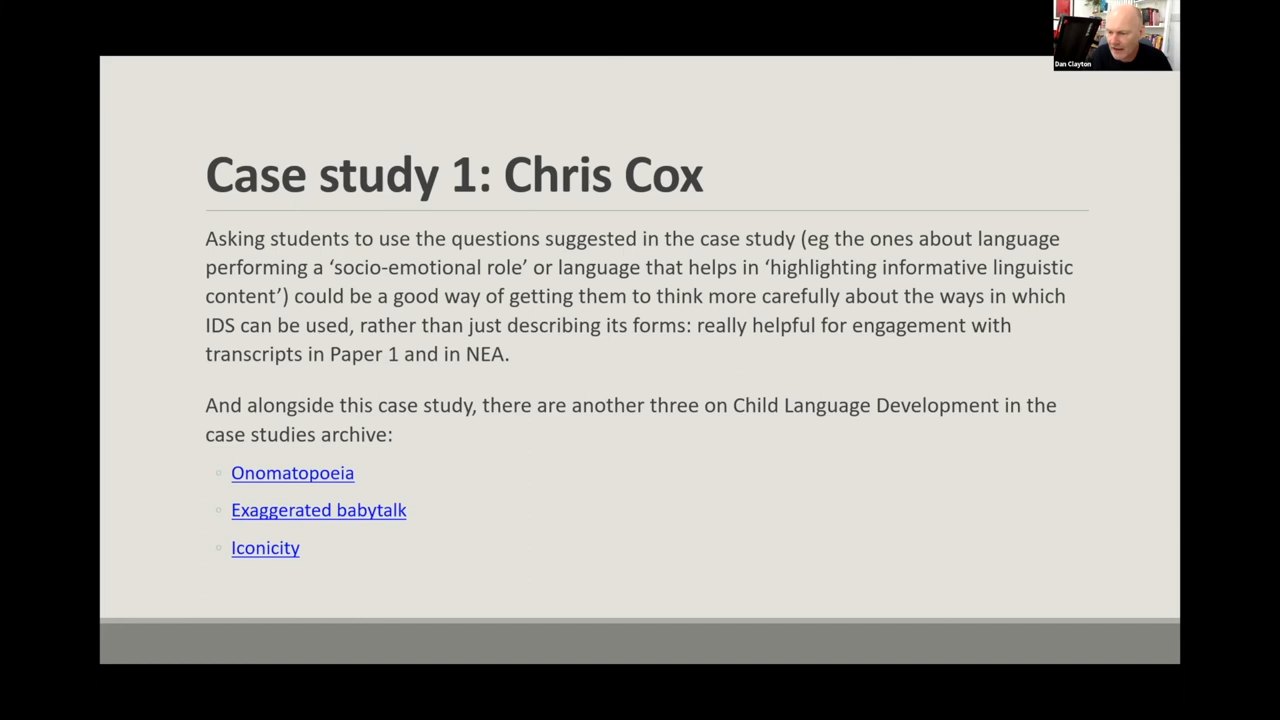 Dan Clayton
Case study 1: Chris Cox
Asking students to use the questions suggested in the case study (eg the ones about language
performing a ‘socio-emotional role’ or language that helps in ‘highlighting informative linguistic
content’) could be a good way of getting them to think more carefully about the ways in which
IDS can be used, rather than just describing its forms: really helpful for engagement with
transcripts in Paper 1 and in NEA.
And alongside this case study, there are another three on Child Language Development in the
case studies archive:
Onomatopoeia
Exaggerated babytalk
Iconicity